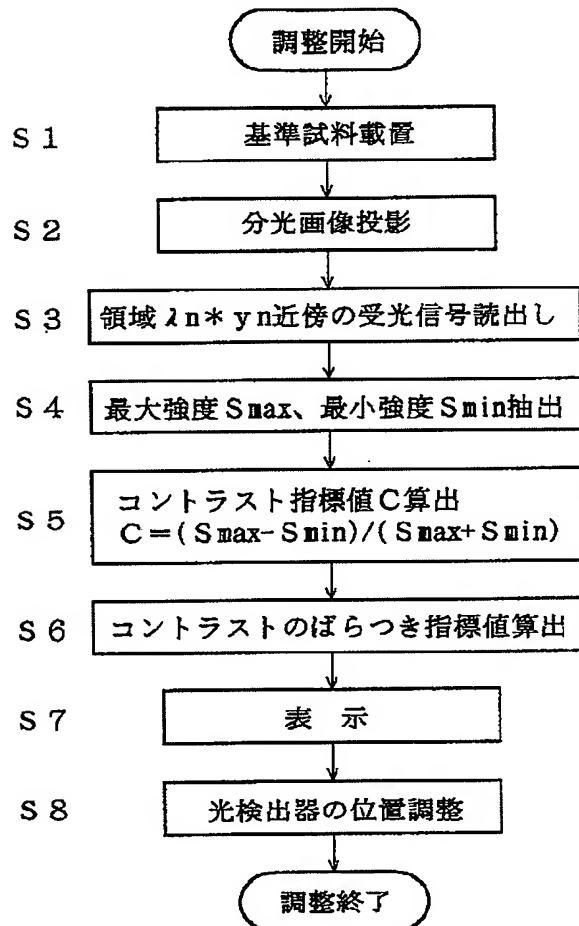 調整開始
S1 基準試料載置
S2 分光画像投影
S3 領域λn*yn近傍の受光信号読出し
S4 最大強度Smax、最小強度Smin抽出
S5 コントラスト指標値C算出
C=(Smax-Smin)/(Smax+Smin)
S6 コントラストのばらつき指標値算出
S7 表 示
S8 光検出器の位置調整
調整終了